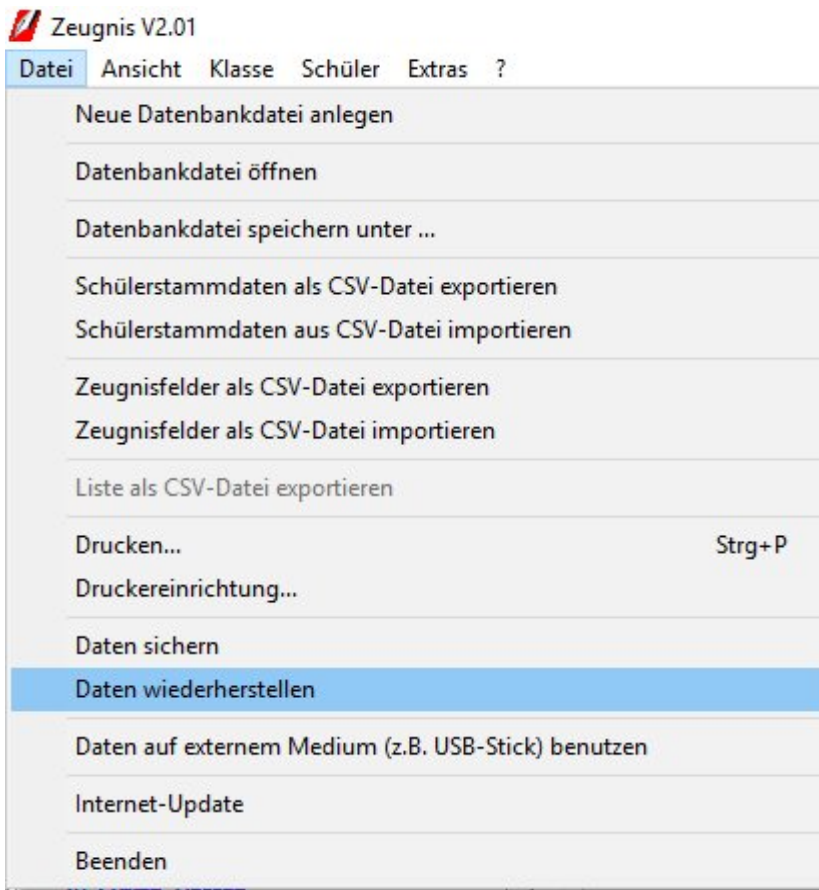 Zeugnis V2.01
Datei Ansicht Klasse Schüler Extras ?
Neue Datenbankdatei anlegen
Datenbankdatei öffnen
Datenbankdatei speichern unter ...
Schülerstammdaten als CSV-Datei exportieren
Schülerstammdaten aus CSV-Datei importieren
Zeugnisfelder als CSV-Datei exportieren
Zeugnisfelder als CSV-Datei importieren
Liste als CSV-Datei exportieren
Drucken... Strg+P
Druckereinrichtung...
Daten sichern
Daten wiederherstellen
Daten auf externem Medium (z.B. USB-Stick) benutzen
Internet-Update
Beenden